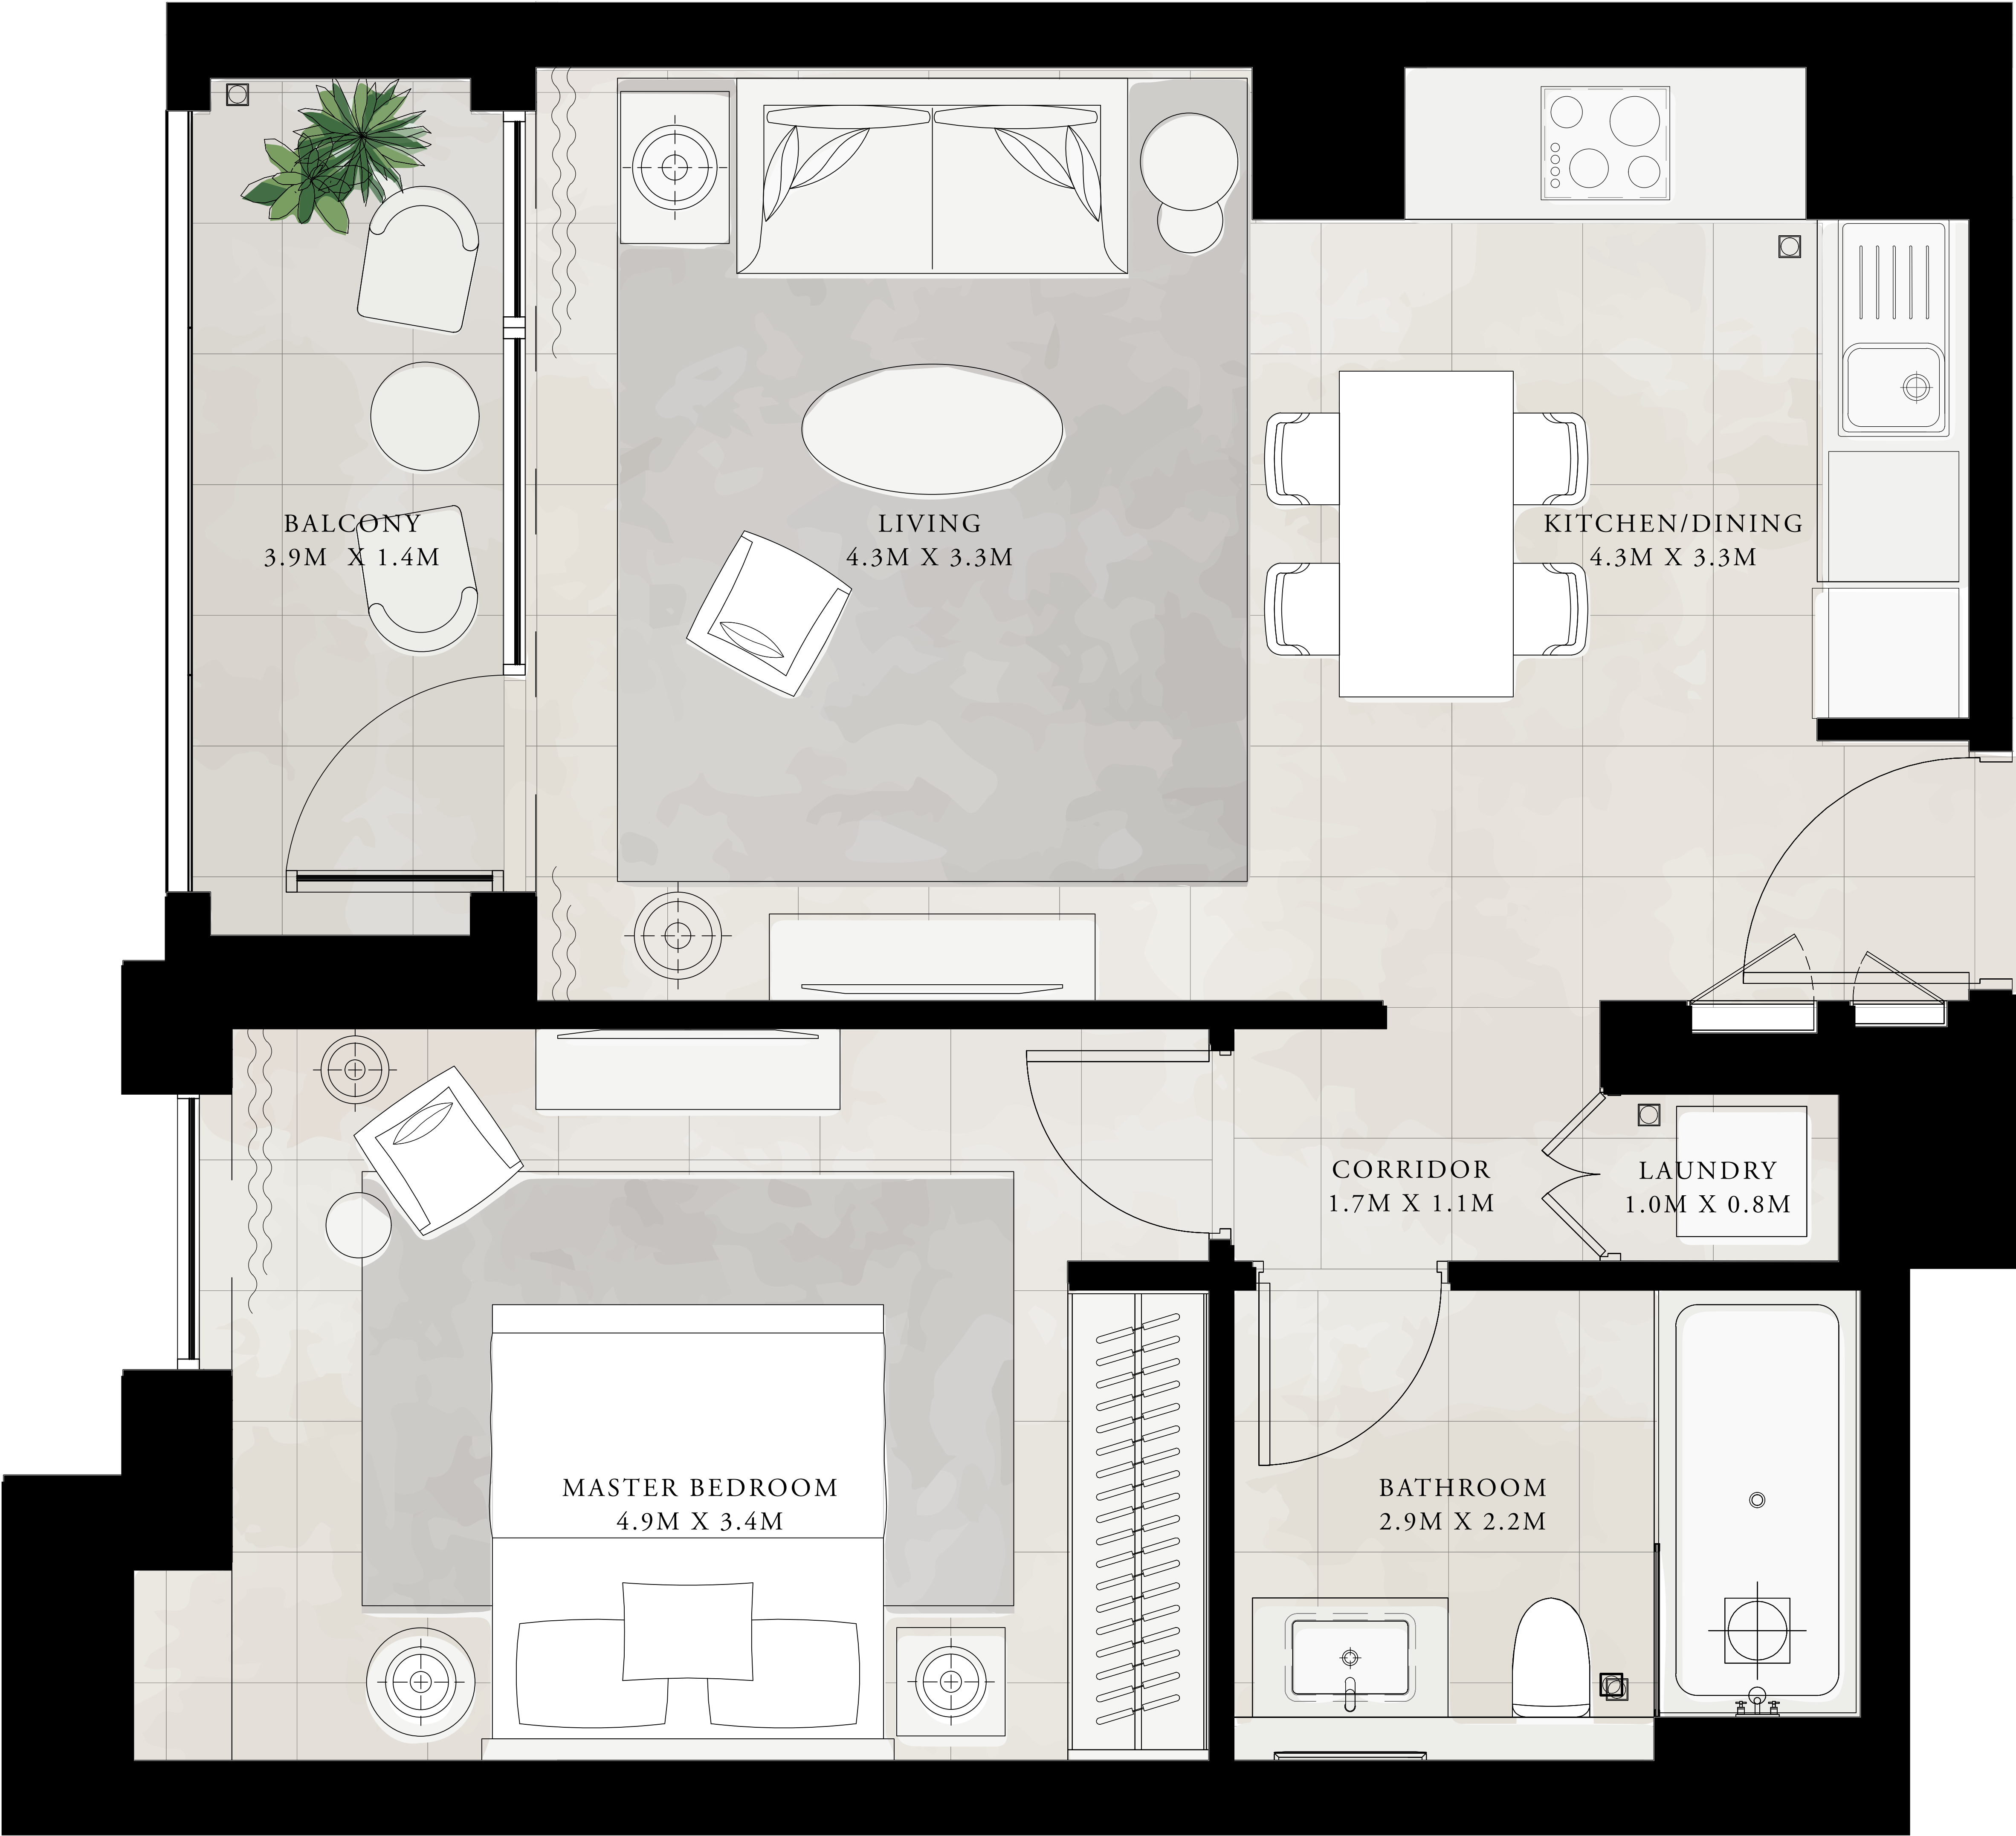 BALCONY
3.9M X 1.4M
LIVING
4.3M X 3.3M
KITCHEN/DINING
4.3M X 3.3M
CORRIDOR
1.7M X 1.1M
LAUNDRY
1.0M X 0.8M
MASTER BEDROOM
4.9M X 3.4M
BATHROOM
2.9M X 2.2M